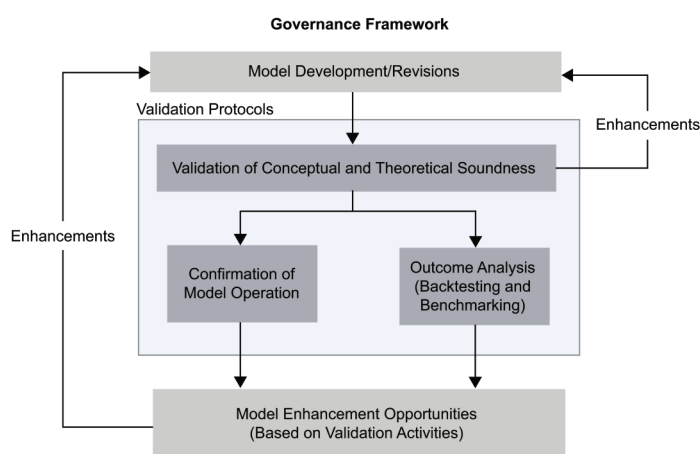 Governance Framework
Model Development/Revisions
Validation Protocols
Enhancements
Validation of Conceptual and Theoretical Soundness
Enhancements
Confirmation of
Model Operation
Outcome Analysis
(Backtesting and
Benchmarking)
Model Enhancement Opportunities
(Based on Validation Activities)